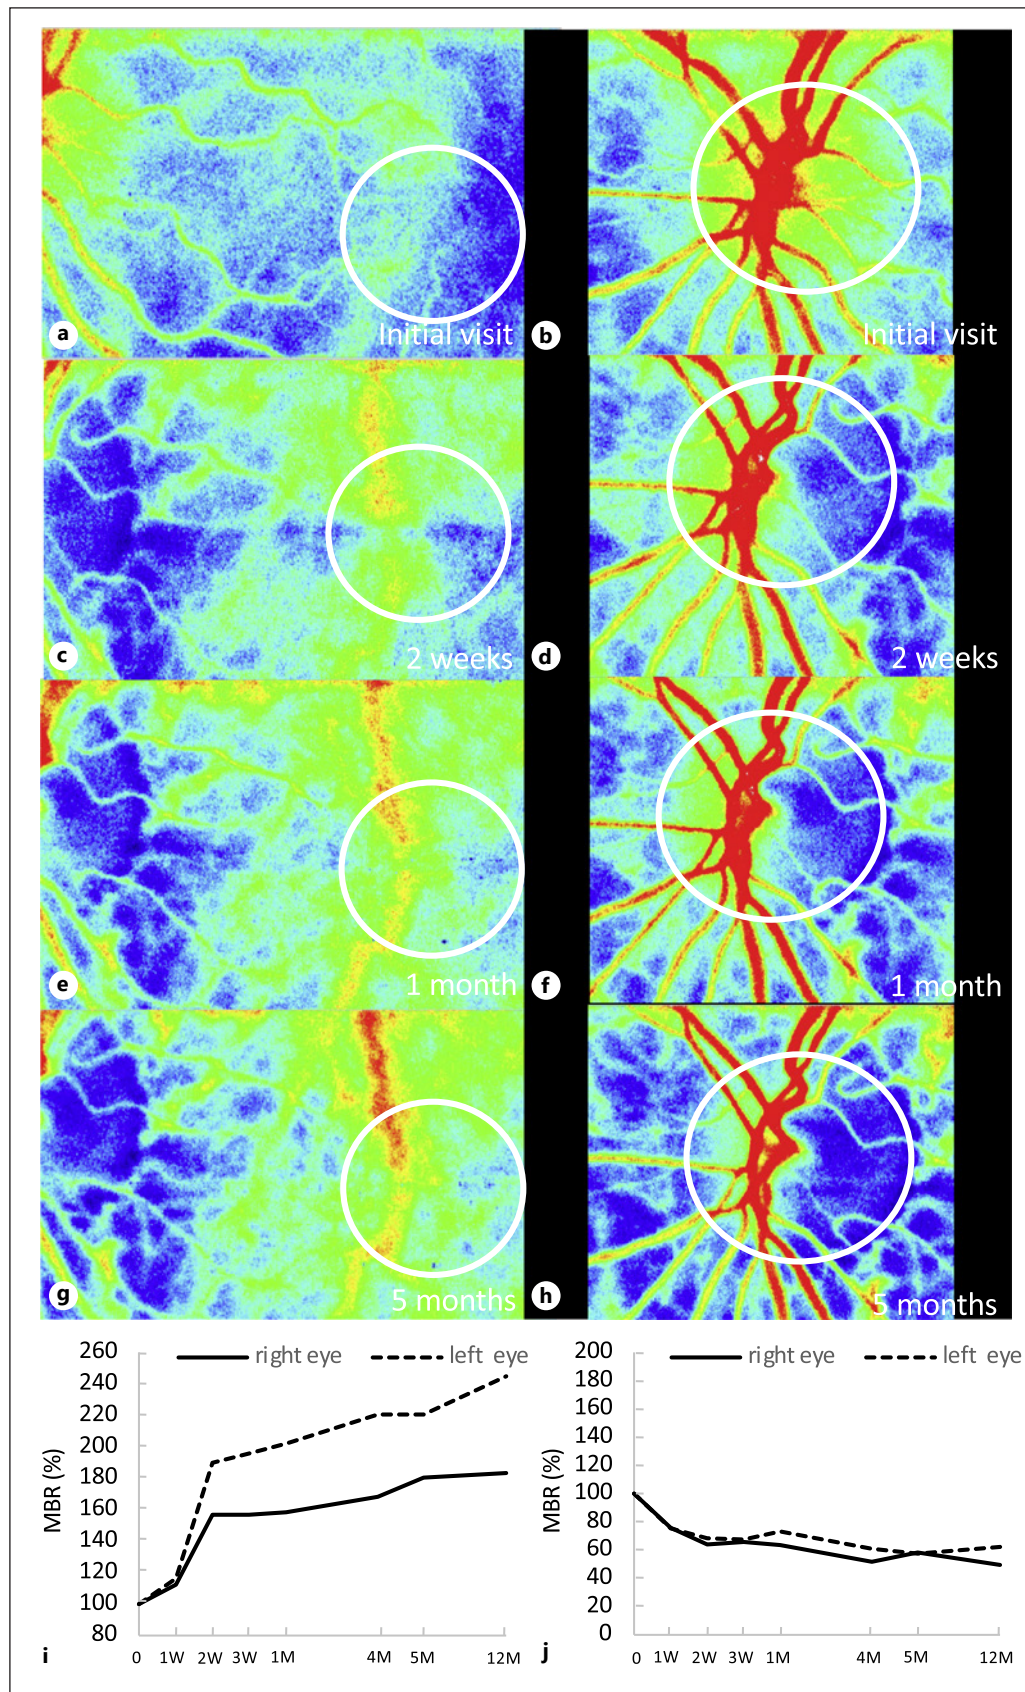 a Initial visit
b Initial visit
c 2 weeks
d 2 weeks
e 1 month
f 1 month
g 5 months
h 5 months
right eye left eye
MBR (%)
260
240
220
200
180
160
140
120
100
80
0 1W 2W 3W 1M 4M 5M 12M
i
right eye left eye
MBR (%)
200
180
160
140
120
100
80
60
40
20
0
0 1W 2W 3W 1M 4M 5M 12M
j